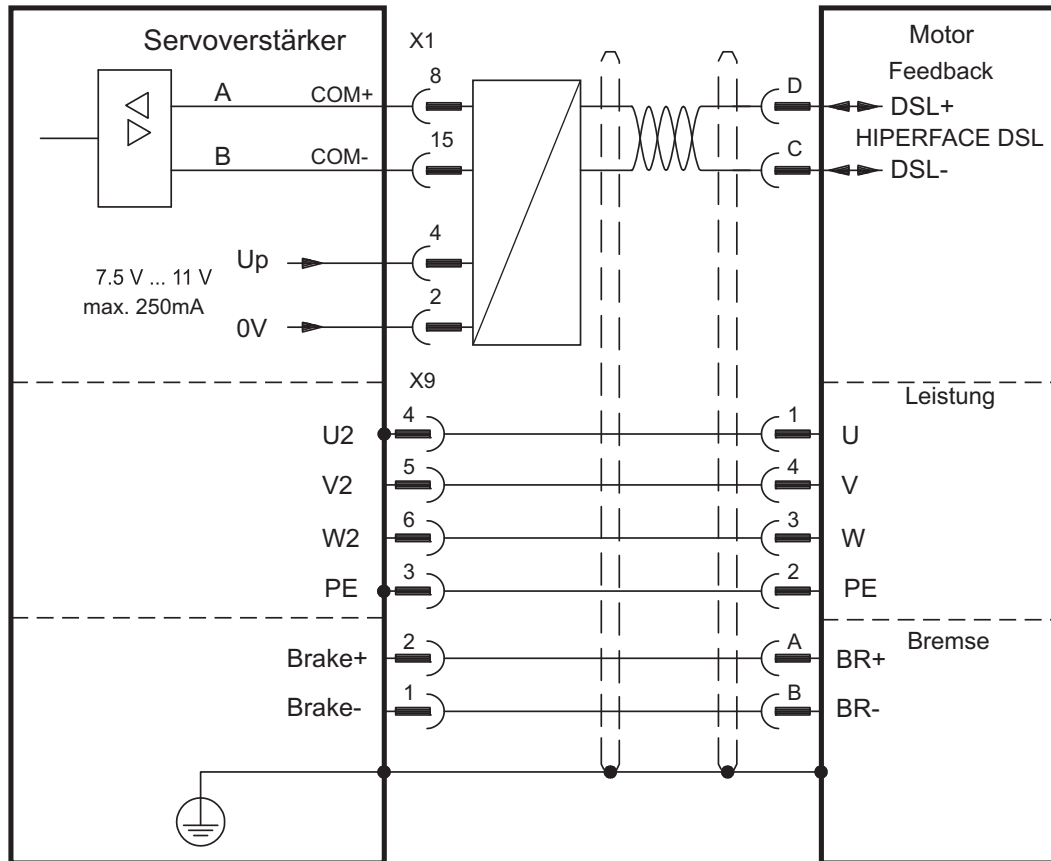 Servoverstärker X1 Motor
Feedback
A COM+ 8 D DSL+
HIPERFACE DSL
B COM- 15 C DSL-
7.5 V ... 11 V
max. 250mA
Up 4
0V 2
X9 Leistung
U2 4 1 U
V2 5 4 V
W2 6 3 W
PE 3 2 PE
Bremse
Brake+ 2 A BR+
Brake- 1 B BR-